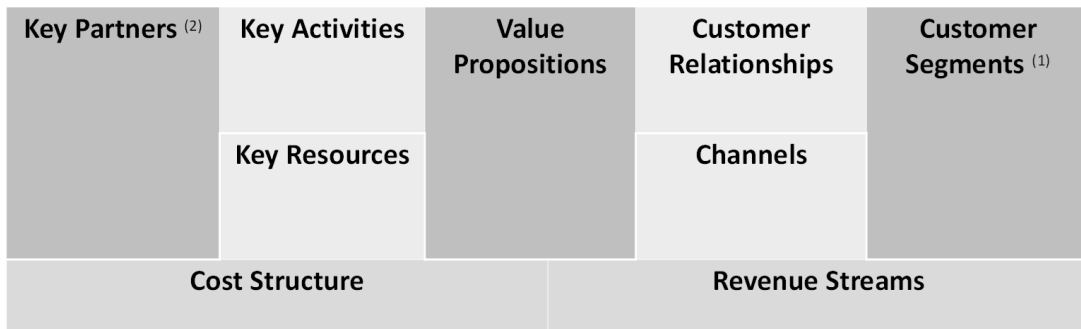 Key Partners (2)
Key Activities
Key Resources
Value
Propositions
Customer
Relationships
Channels
Customer
Segments (1)
Cost Structure
Revenue Streams